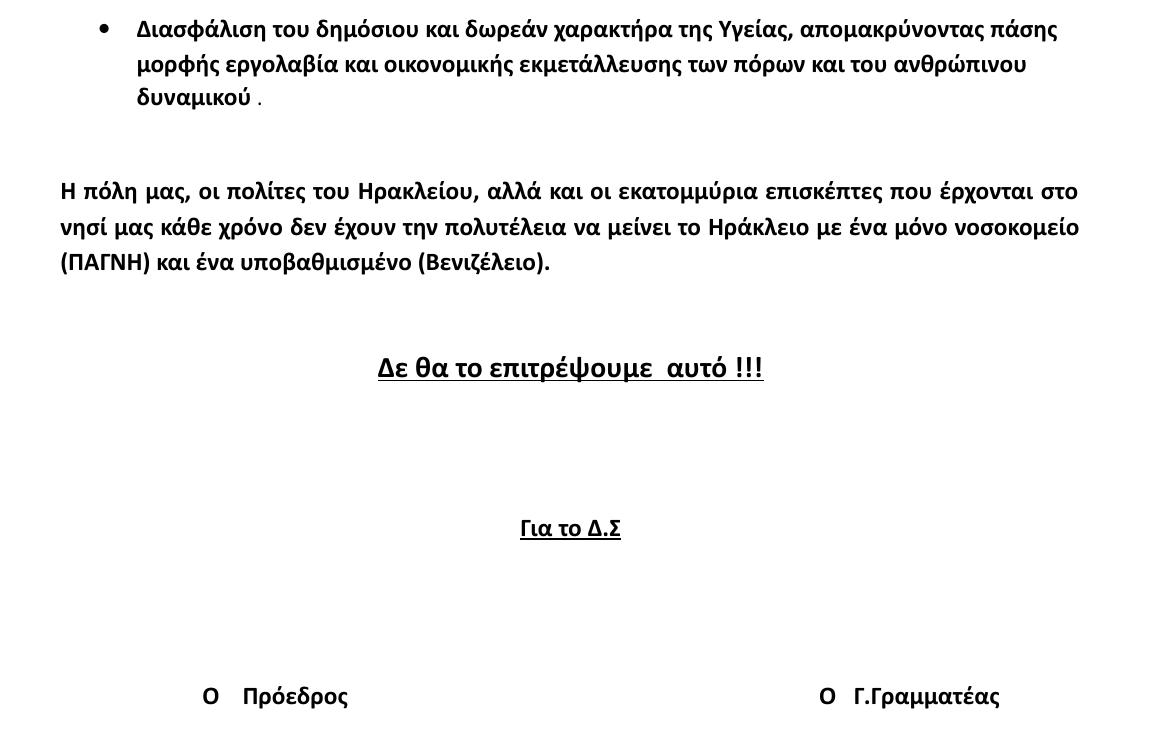 • Διασφάλιση του δημόσιου και δωρεάν χαρακτήρα της Υγείας, απομακρύνοντας πάσης
μορφής εργολαβία και οικονομικής εκμετάλλευσης των πόρων και του ανθρώπινου
δυναμικού .
Η πόλη μας, οι πολίτες του Ηρακλείου, αλλά και οι εκατομμύρια επισκέπτες που έρχονται στο
νησί μας κάθε χρόνο δεν έχουν την πολυτέλεια να μείνει το Ηράκλειο με ένα μόνο νοσοκομείο
(ΠΑΓΝΗ) και ένα υποβαθμισμένο (Βενιζέλειο).
Δε θα το επιτρέψουμε  αυτό !!!
Για το Δ.Σ
Ο   Πρόεδρος   Ο   Γ.Γραμματέας